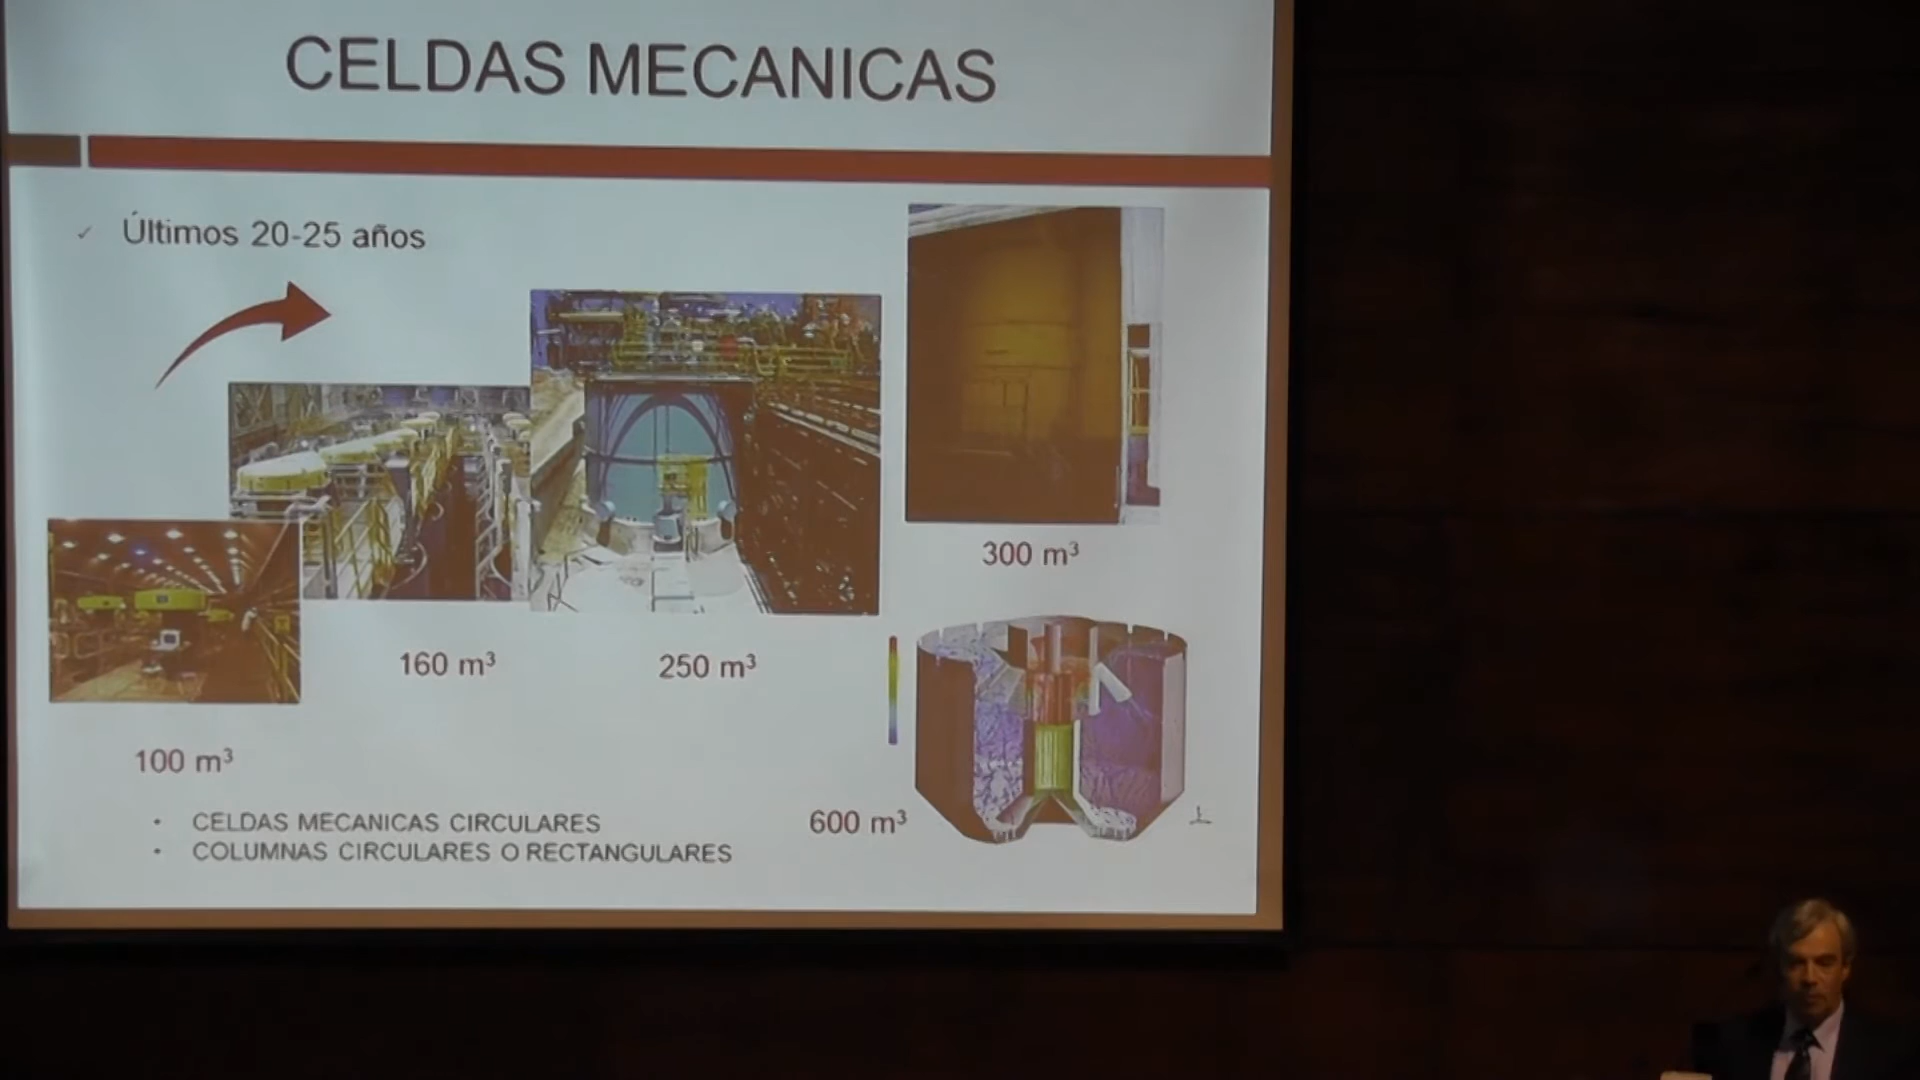 CELDAS MECANICAS
✓ Últimos 20-25 años
300 m³
160 m³
250 m³
100 m³
600 m³
• CELDAS MECANICAS CIRCULARES
• COLUMNAS CIRCULARES O RECTANGULARES